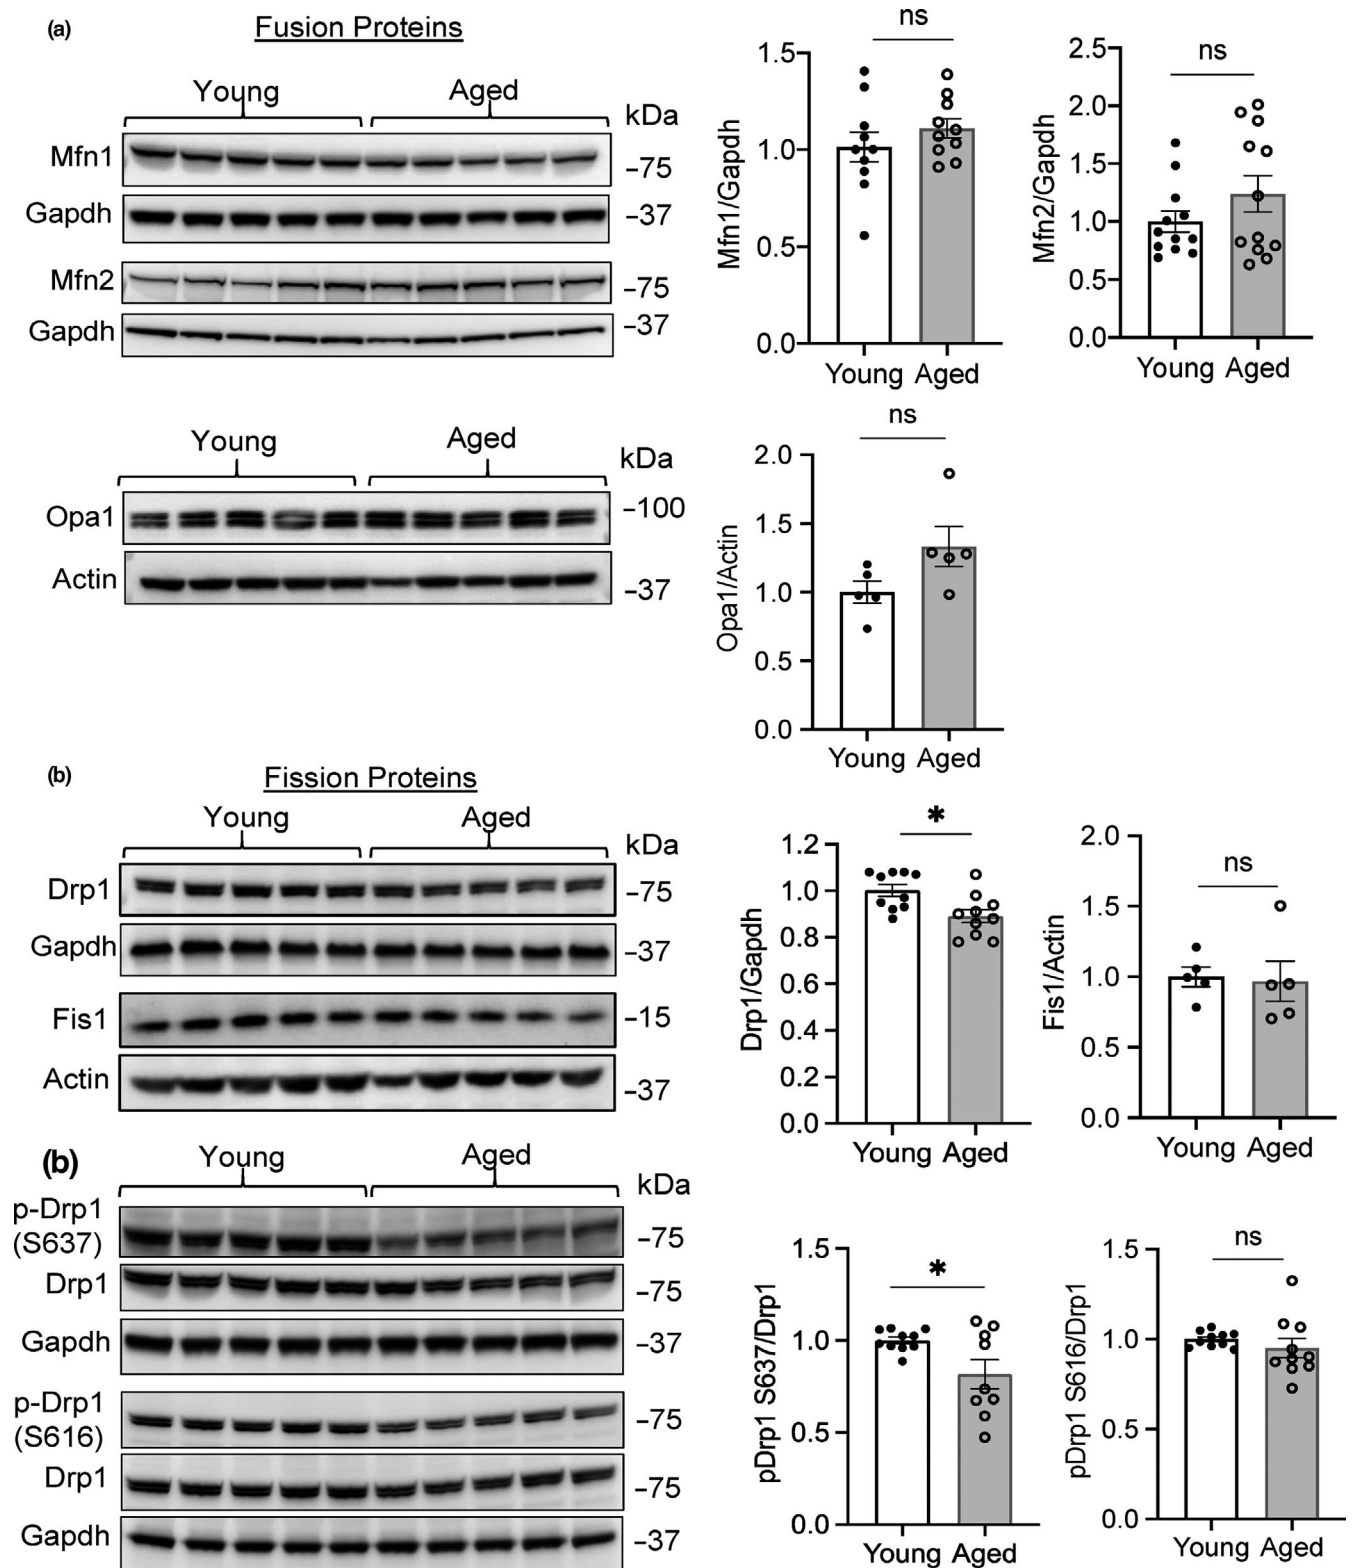 (a)
Fusion Proteins
Young Aged
kDa
Mfn1
–75
Gapdh
–37
Mfn2
–75
Gapdh
–37
ns
1.5
1.0
0.5
0.0
Mfn1/Gapdh
Young Aged
ns
2.5
2.0
1.5
1.0
0.5
0.0
Mfn2/Gapdh
Young Aged
Young Aged
kDa
Opa1
–100
Actin
–37
ns
2.0
1.5
1.0
0.5
0.0
Opa1/Actin
Young Aged
(b)
Fission Proteins
Young Aged
kDa
Drp1
–75
Gapdh
–37
Fis1
–15
Actin
–37
*
1.2
1.0
0.8
0.6
0.4
0.2
0.0
Drp1/Gapdh
Young Aged
ns
2.0
1.5
1.0
0.5
0.0
Fis1/Actin
Young Aged
(b)
Young Aged
kDa
p-Drp1
(S637)
–75
Drp1
–75
Gapdh
–37
p-Drp1
(S616)
–75
Drp1
–75
Gapdh
–37
*
1.5
1.0
0.5
0.0
pDrp1 S637/Drp1
Young Aged
ns
1.5
1.0
0.5
0.0
pDrp1 S616/Drp1
Young Aged